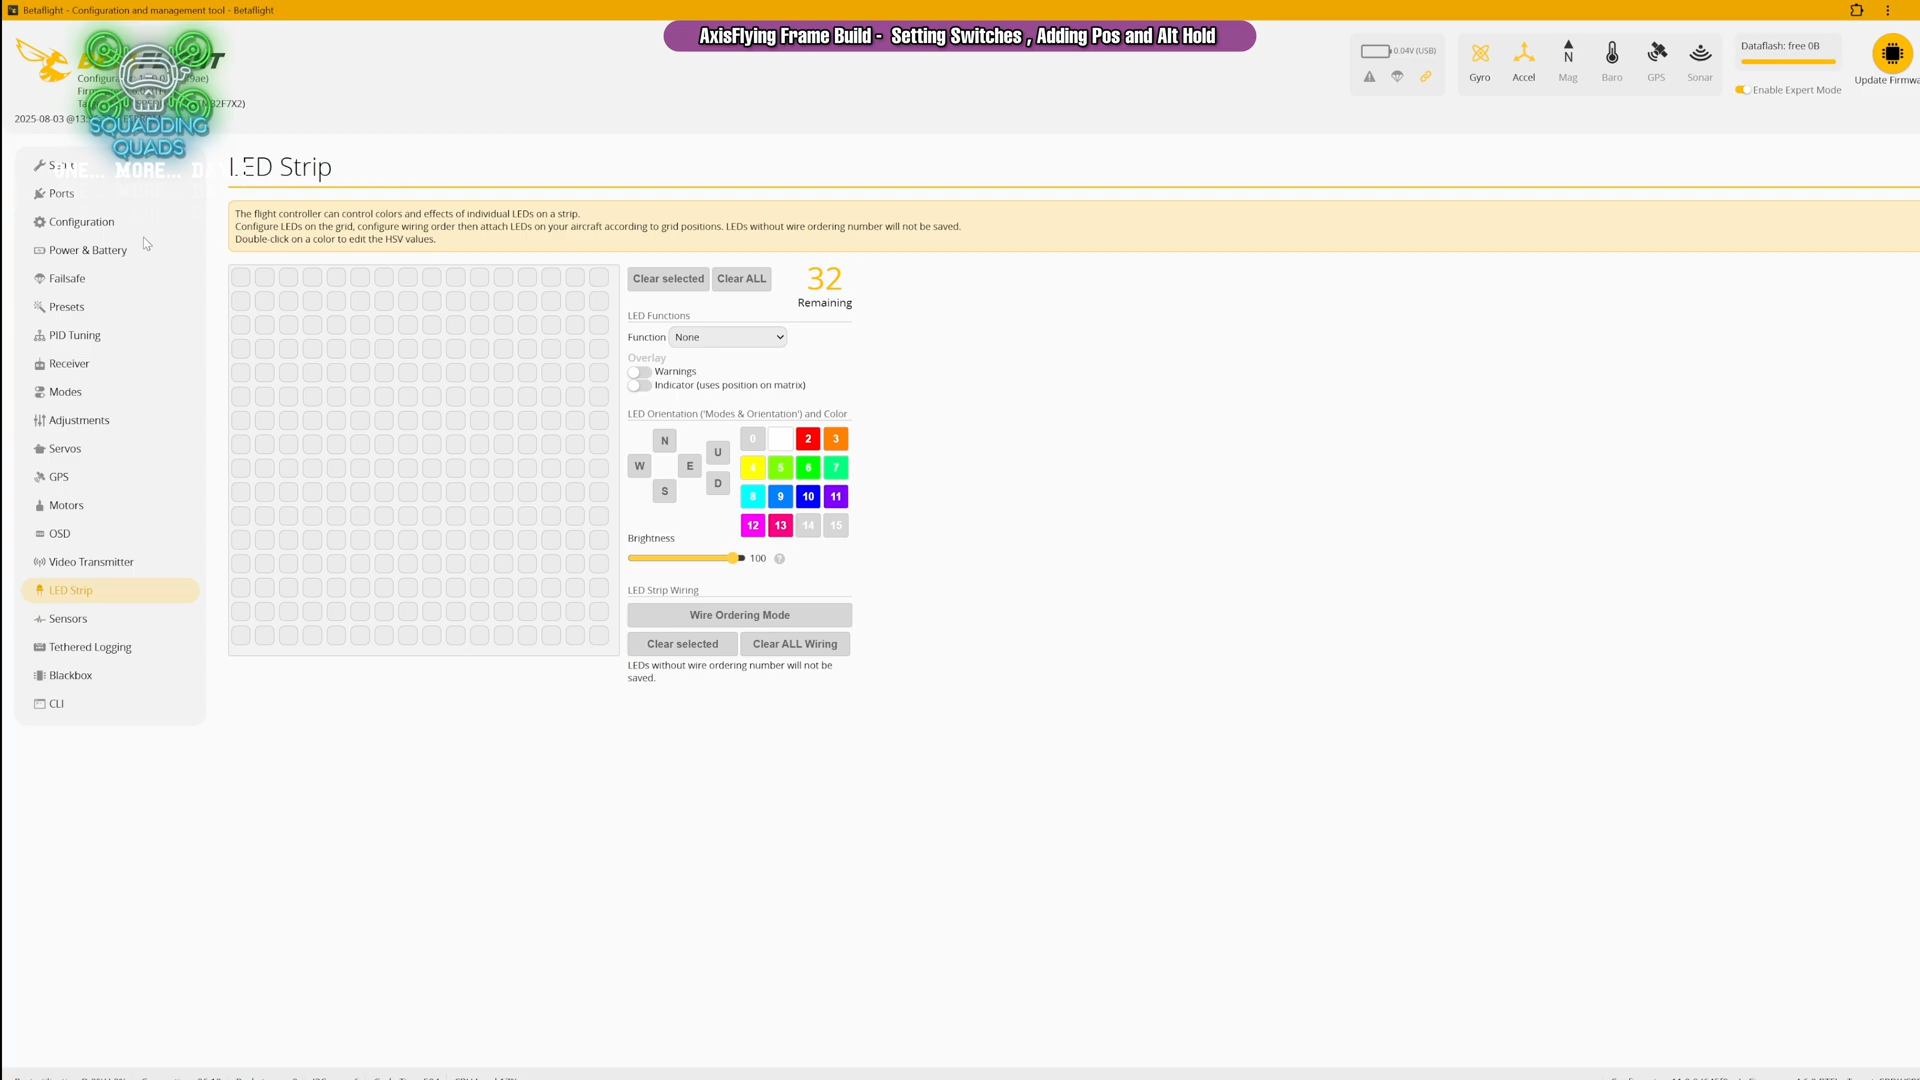 Betaflight - Configuration and management tool - Betaflight
AxisFlying Frame Build - Setting Switches , Adding Pos and Alt Hold
0.04V (USB)
Gyro
Accel
Mag
Baro
GPS
Sonar
Dataflash: free 0B
Enable Expert Mode
Update Firmwa
2025-08-03
SQUADDING
QUADS
ONE... MORE...
Ports
Configuration
Power & Battery
Failsafe
Presets
PID Tuning
Receiver
Modes
Adjustments
Servos
GPS
Motors
OSD
Video Transmitter
LED Strip
Sensors
Tethered Logging
Blackbox
CLI
LED Strip
The flight controller can control colors and effects of individual LEDs on a strip.
Configure LEDs on the grid, configure wiring order then attach LEDs on your aircraft according to grid positions. LEDs without wire ordering number will not be saved.
Double-click on a color to edit the HSV values.
Clear selected Clear ALL
32
Remaining
LED Functions
Function None
Overlay
Warnings
Indicator (uses position on matrix)
LED Orientation ('Modes & Orientation') and Color
N
W E
S
U
D
0 2 3
4 5 6 7
8 9 10 11
12 13 14 15
Brightness
100 ?
LED Strip Wiring
Wire Ordering Mode
Clear selected Clear ALL Wiring
LEDs without wire ordering number will not be
saved.